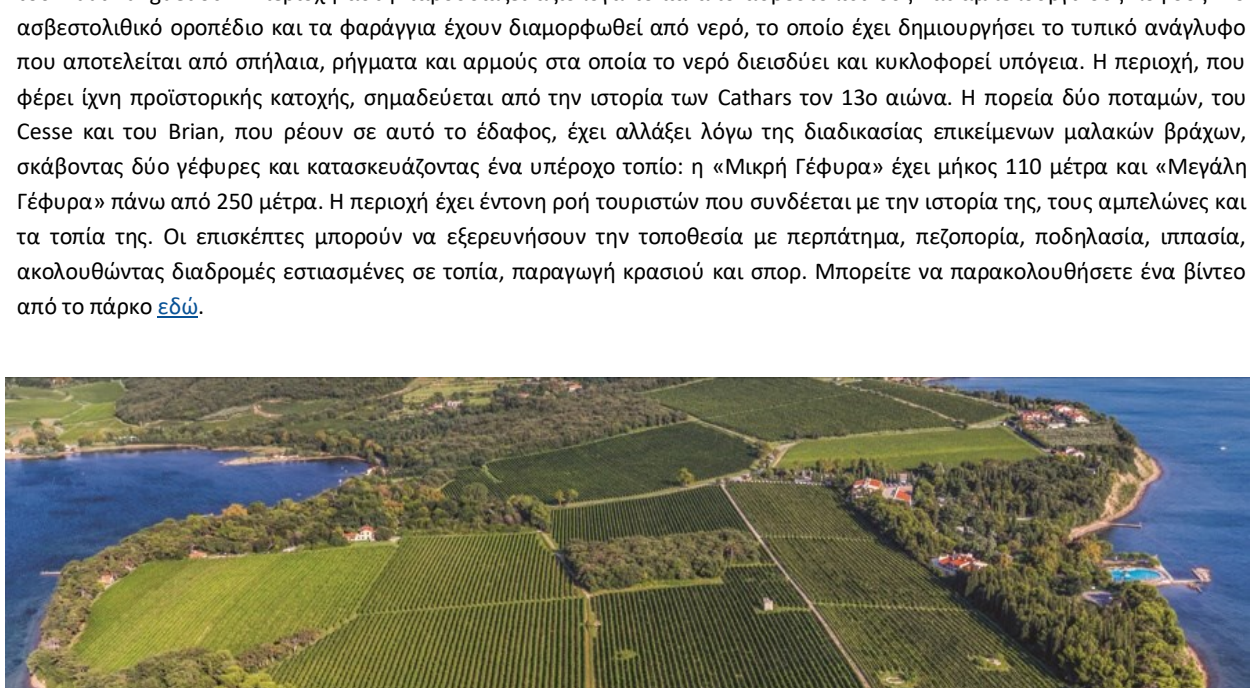 ασβεστολιθικό οροπέδιο και τα φαράγγια έχουν διαμορφωθεί από νερό, το οποίο έχει δημιουργήσει το τυπικό ανάγλυφο
που αποτελείται από σπήλαια, ρήγματα και αρμούς στα οποία το νερό διεισδύει και κυκλοφορεί υπόγεια. Η περιοχή, που
φέρει ίχνη προϊστορικής κατοχής, σημαδεύεται από την ιστορία των Cathars τον 13ο αιώνα. Η πορεία δύο ποταμών, του
Cesse και του Brian, που ρέουν σε αυτό το έδαφος, έχει αλλάξει λόγω της διαδικασίας επικείμενων μαλακών βράχων,
σκάβοντας δύο γέφυρες και κατασκευάζοντας ένα υπέροχο τοπίο: η «Μικρή Γέφυρα» έχει μήκος 110 μέτρα και «Μεγάλη
Γέφυρα» πάνω από 250 μέτρα. Η περιοχή έχει έντονη ροή τουριστών που συνδέεται με την ιστορία της, τους αμπελώνες και
τα τοπία της. Οι επισκέπτες μπορούν να εξερευνήσουν την τοποθεσία με περπάτημα, πεζοπορία, ποδηλασία, ιππασία,
ακολουθώντας διαδρομές εστιασμένες σε τοπία, παραγωγή κρασιού και σπορ. Μπορείτε να παρακολουθήσετε ένα βίντεο
από το πάρκο εδώ.